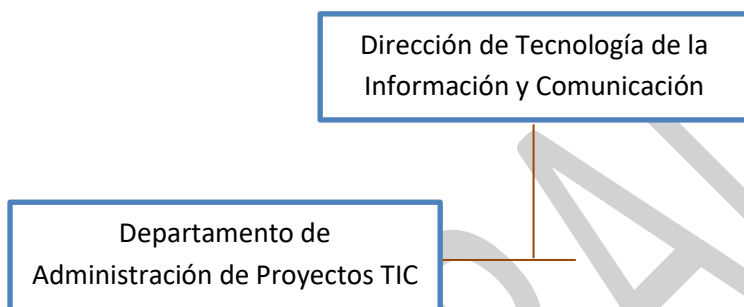 Dirección de Tecnología de la
Información y Comunicación
Departamento de
Administración de Proyectos TIC